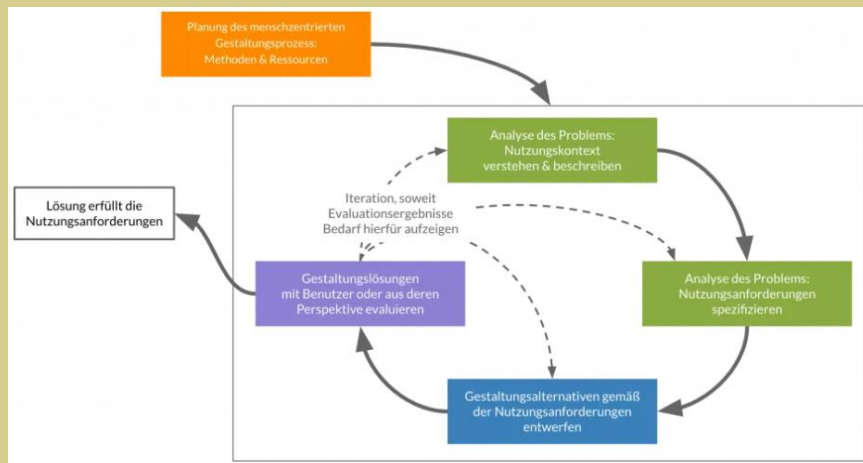 Planung des menschzentrierten
Gestaltungsprozess:
Methoden & Ressourcen
Analyse des Problems:
Nutzungskontext
verstehen & beschreiben
Lösung erfüllt die
Nutzungsanforderungen
Iteration, soweit
Evaluationsergebnisse
Bedarf hierfür aufzeigen
Gestaltungslösungen
mit Benutzer oder aus deren
Perspektive evaluieren
Analyse des Problems:
Nutzungsanforderungen
spezifizieren
Gestaltungsalternativen gemäß
der Nutzungsanforderungen
entwerfen